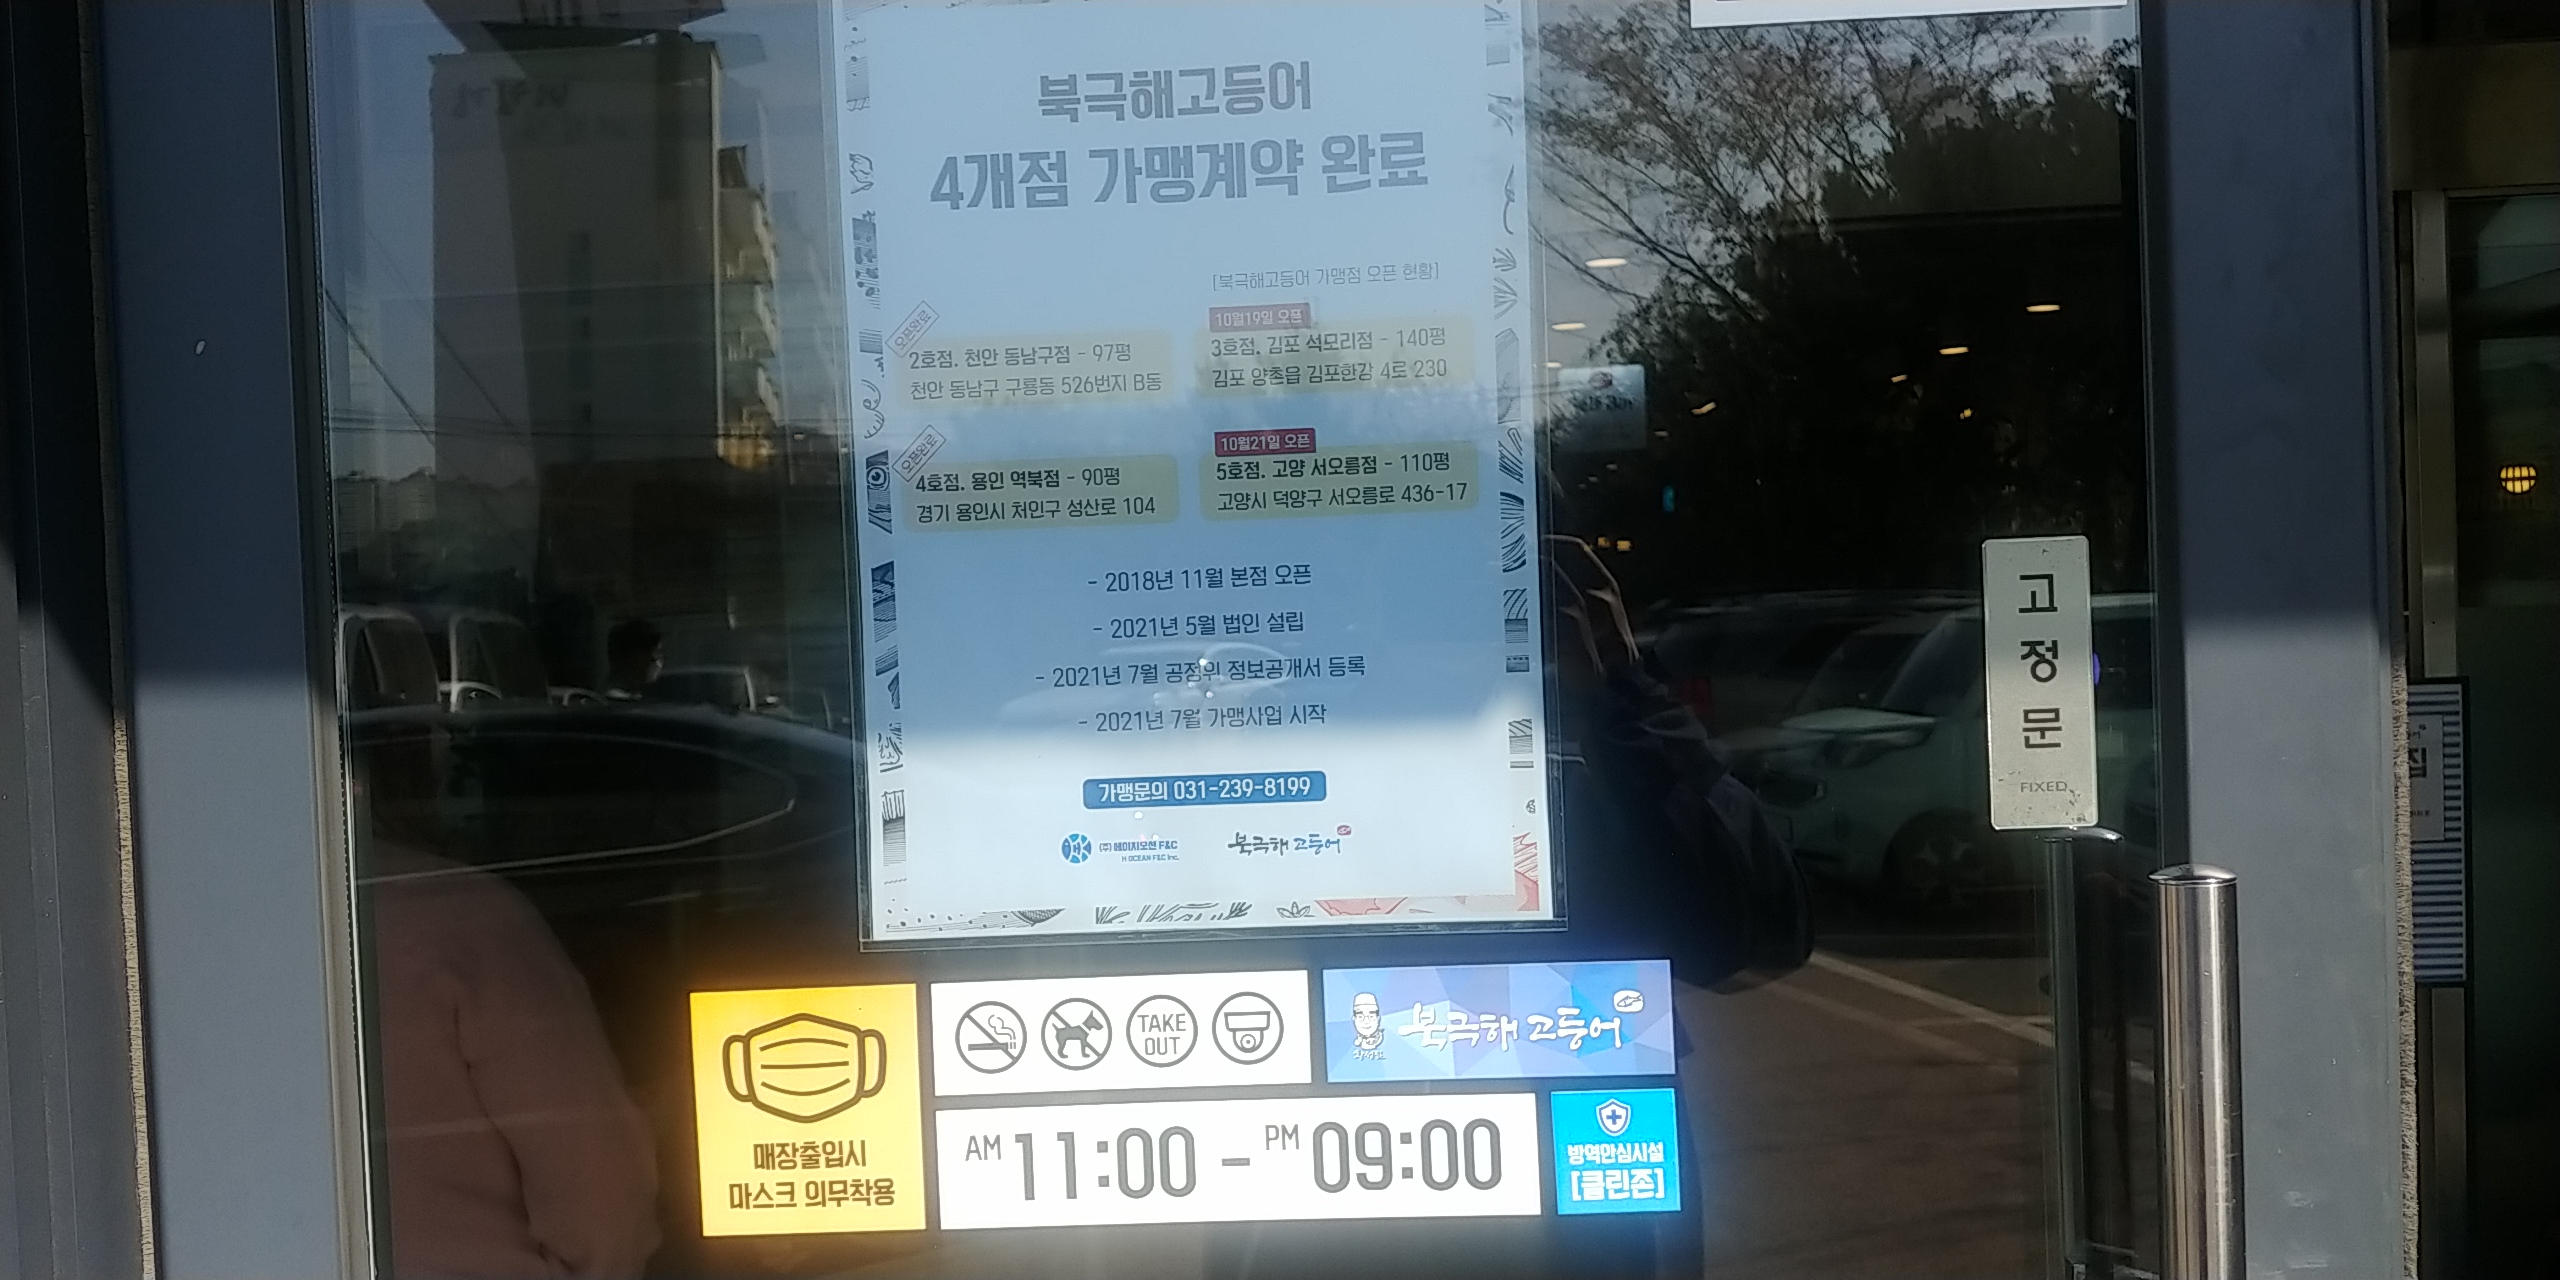 북극해고등어
4개점 가맹계약 완료
[북극해고등어 가맹점 오픈 현황]
오픈완료
2호점. 천안 동남구점 - 97평
천안 동남구 구룡동 526번지 B동
10월19일 오픈
3호점. 김포 석모리점 - 140평
김포 양촌읍 김포한강 4로 230
오픈완료
4호점. 용인 역북점 - 90평
경기 용인시 처인구 성산로 104
10월21일 오픈
5호점. 고양 서오릉점 - 110평
고양시 덕양구 서오릉로 436-17
- 2018년 11월 본점 오픈
- 2021년 5월 법인 설립
- 2021년 7월 공정위 정보공개서 등록
- 2021년 7월 가맹사업 시작
가맹문의 031-239-8199
(주) 에이치오션 F&C
H OCEAN F&C Inc.
북극해고등어
고
정
문
FIXED
TAKE
OUT
북극해고등어
매장출입시
마스크 의무착용
AM 11:00 - PM 09:00
방역안심시설
[클린존]